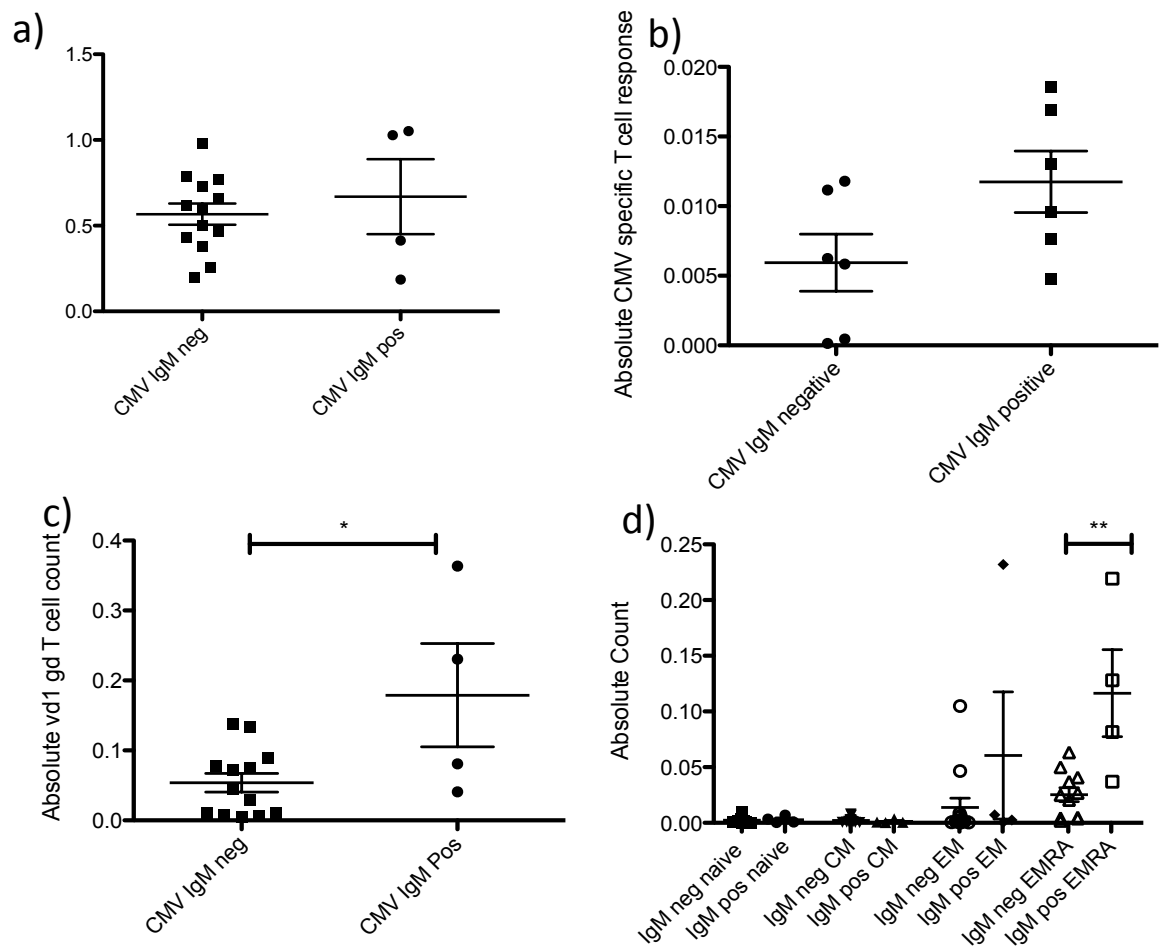 a)
1.5
1.0
0.5
0.0
CMV IgM neg
CMV IgM pos
b)
Absolute CMV specific T cell response
0.020
0.015
0.010
0.005
0.000
CMV IgM negative
CMV IgM positive
c)
Absolute vd1 gd T cell count
*
0.4
0.3
0.2
0.1
0.0
CMV IgM neg
CMV IgM Pos
d)
Absolute Count
**
0.25
0.20
0.15
0.10
0.05
0.00
IgM neg naive
IgM pos naive
IgM neg CM
IgM pos CM
IgM neg EM
IgM pos EM
IgM neg EMRA
IgM pos EMRA